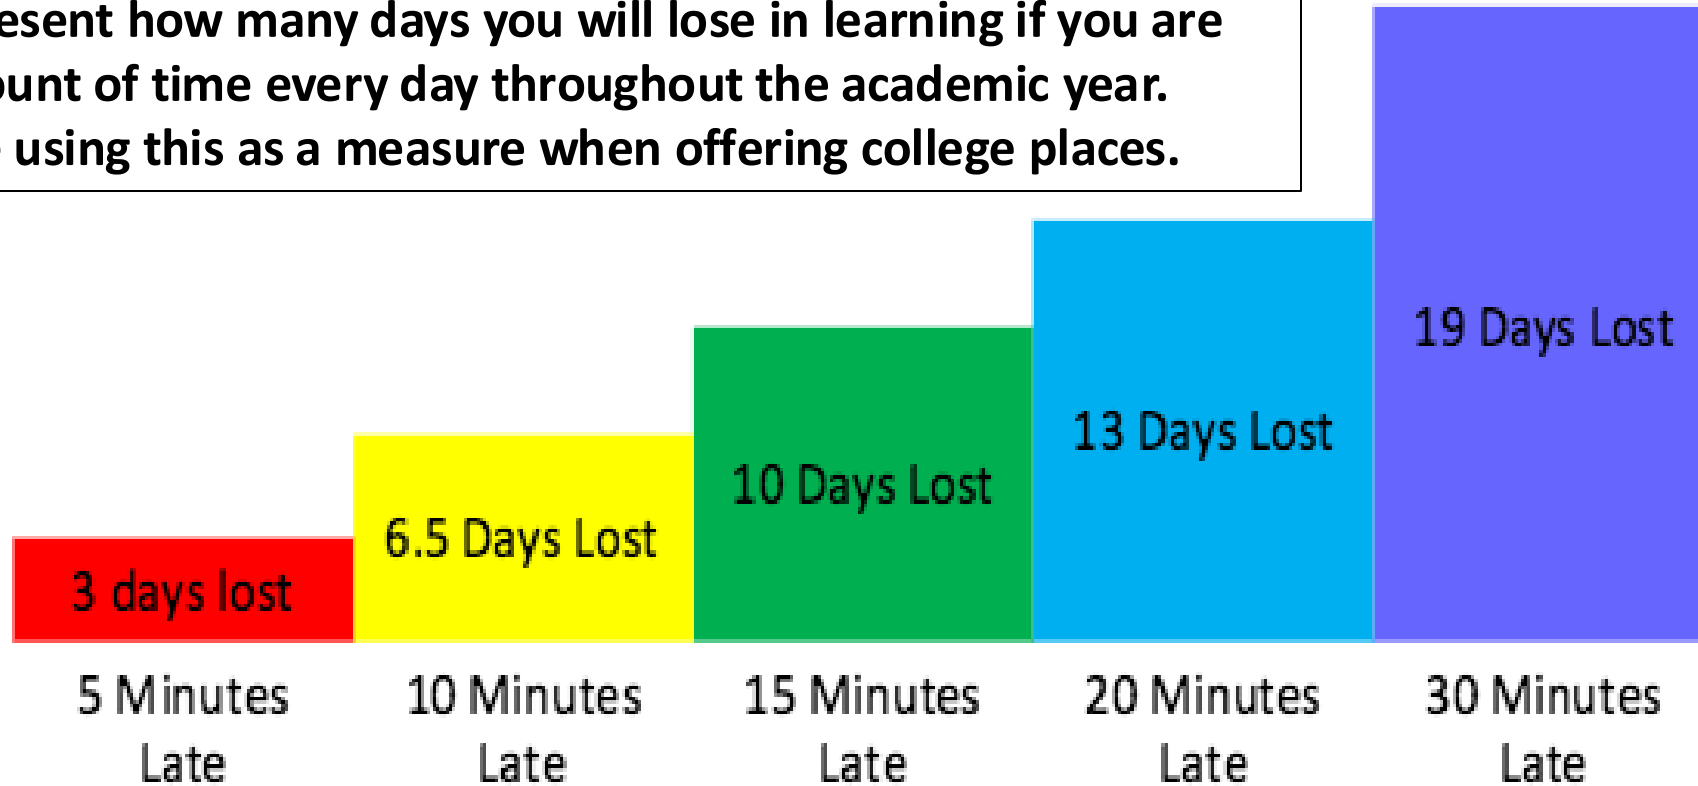 esent how many days you will lose in learning if you are
ount of time every day throughout the academic year.
using this as a measure when offering college places.
19 Days Lost
13 Days Lost
10 Days Lost
6.5 Days Lost
3 days lost
5 Minutes Late
10 Minutes Late
15 Minutes Late
20 Minutes Late
30 Minutes Late